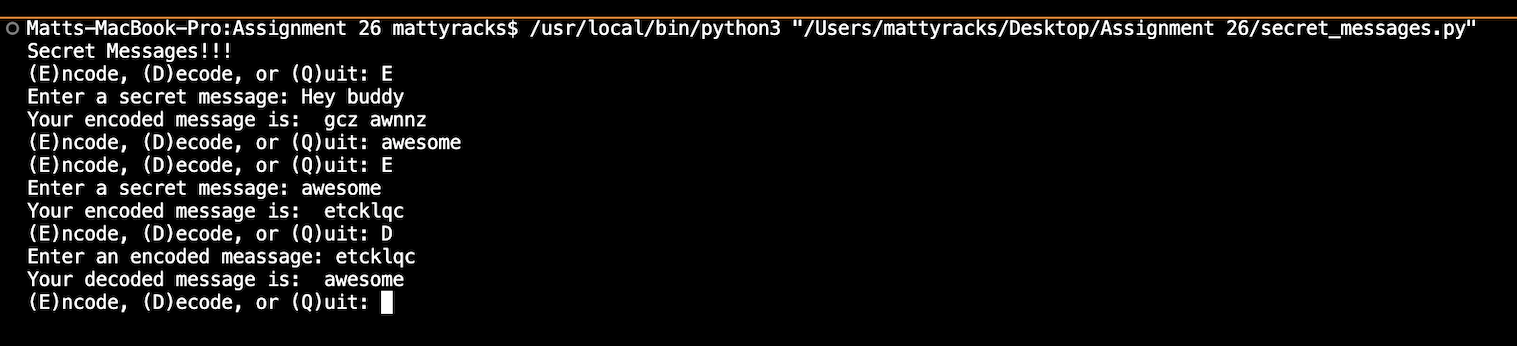 Matts-MacBook-Pro:Assignment 26 mattyracks$ /usr/local/bin/python3 "/Users/mattyracks/Desktop/Assignment 26/secret_messages.py"
Secret Messages!!!
(E)ncode, (D)ecode, or (Q)uit: E
Enter a secret message: Hey buddy
Your encoded message is:  gcz awnnz
(E)ncode, (D)ecode, or (Q)uit: awesome
(E)ncode, (D)ecode, or (Q)uit: E
Enter a secret message: awesome
Your encoded message is:  etcklqc
(E)ncode, (D)ecode, or (Q)uit: D
Enter an encoded meassage: etcklqc
Your decoded message is:  awesome
(E)ncode, (D)ecode, or (Q)uit: